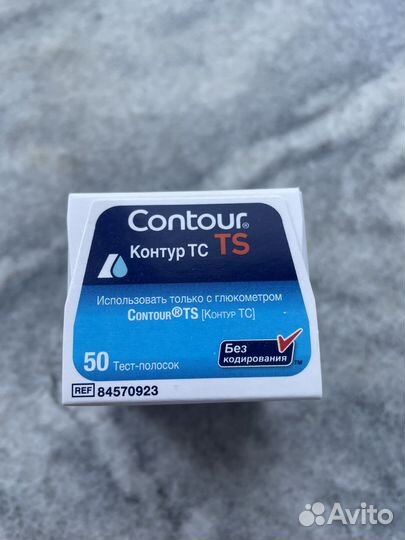 Contour®
TS
Контур ТС
Использовать только с глюкометром
Contour®TS [Контур ТС]
50 Тест-полосок
Без
кодирования
TM
REF 84570923
Avito